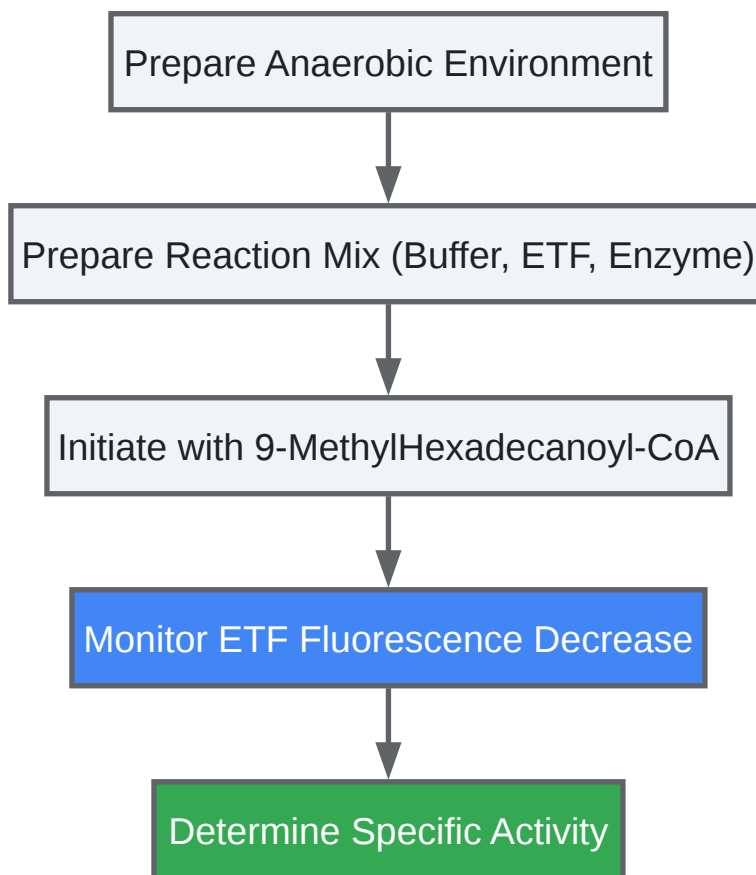 Prepare Anaerobic Environment
Prepare Reaction Mix (Buffer, ETF, Enzyme)
Initiate with 9-MethylHexadecanoyl-CoA
Monitor ETF Fluorescence Decrease
Determine Specific Activity